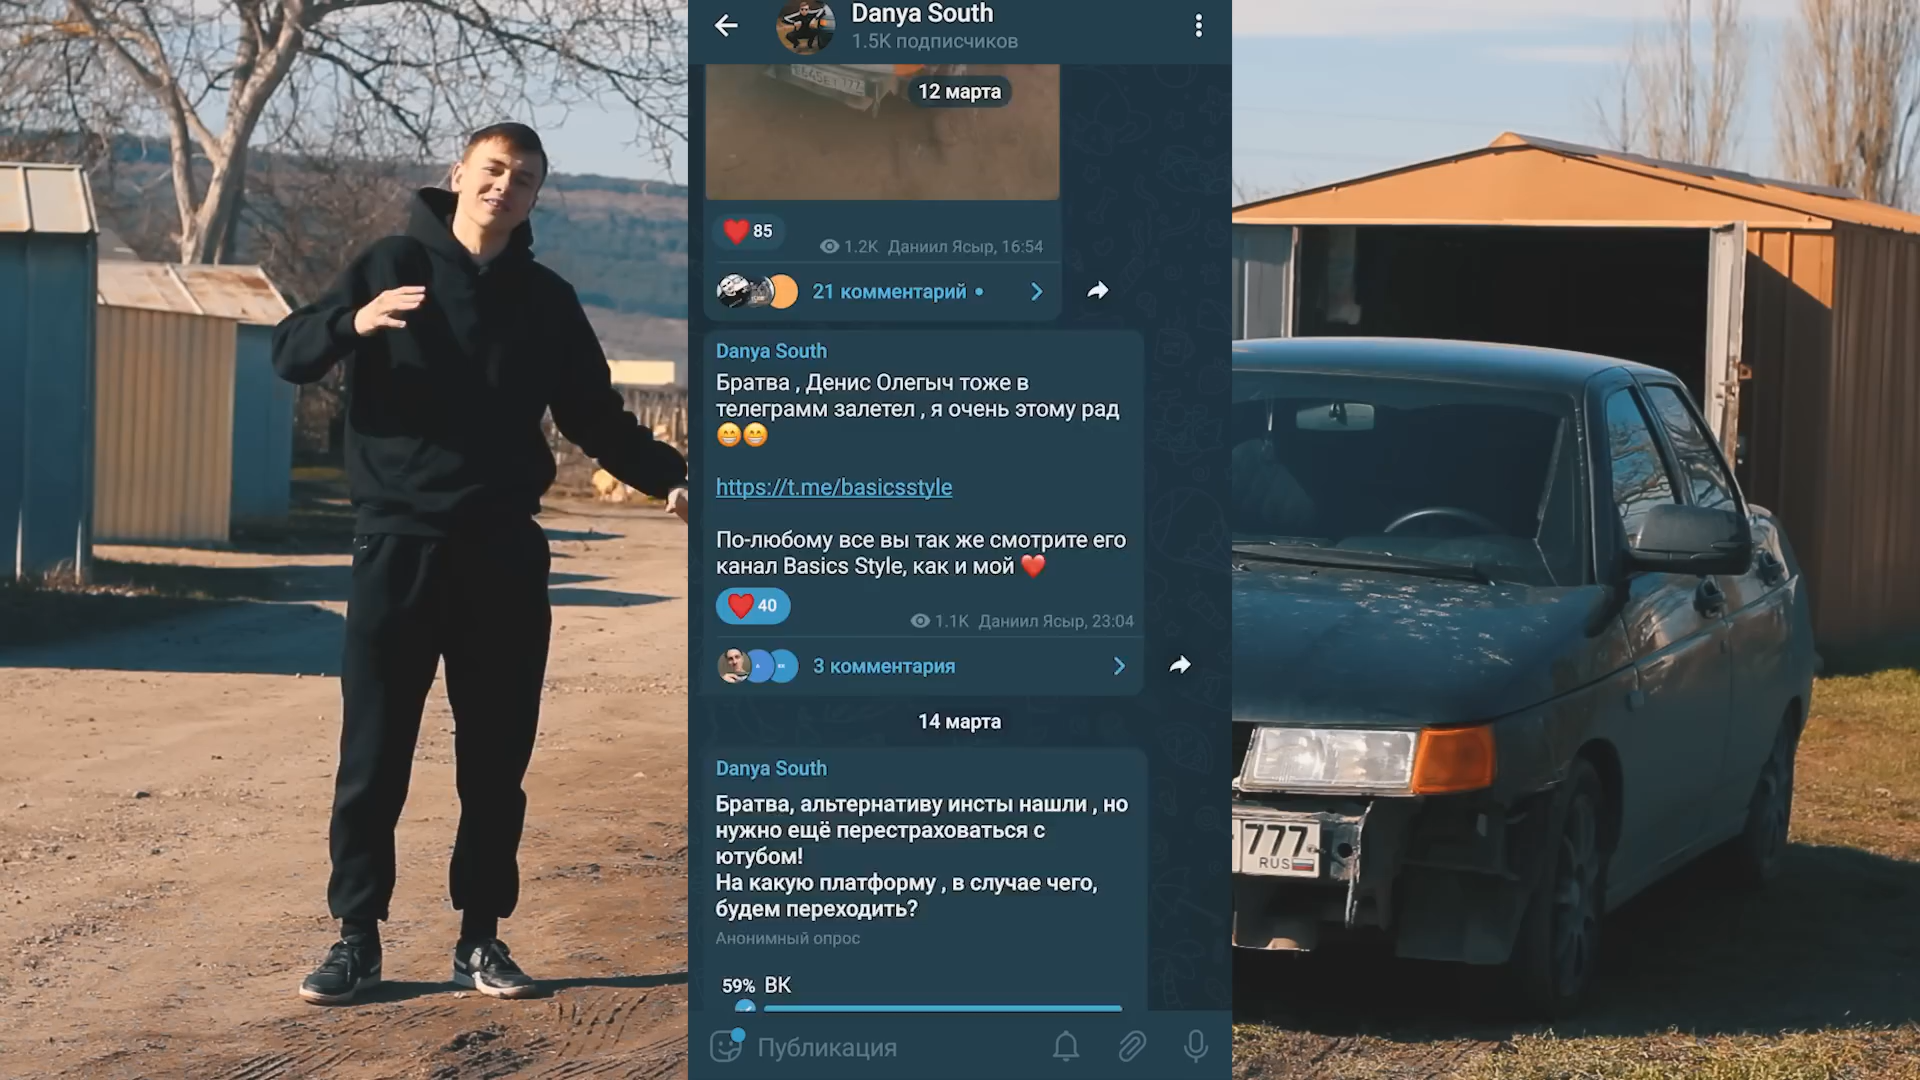 Danya South
1.5K подписчиков
12 марта
85
1.2K Даниил Ясыр, 16:54
21 комментарий
Danya South
Братва , Денис Олегыч тоже в
телеграмм залетел , я очень этому рад
😁😁
https://t.me/basicsstyle
По-любому все вы так же смотрите его
канал Basics Style, как и мой ❤️
40
1.1K Даниил Ясыр, 23:04
3 комментария
14 марта
Danya South
Братва, альтернативу инсты нашли , но
нужно ещё перестраховаться с
ютубом!
На какую платформу , в случае чего,
будем переходить?
Анонимный опрос
59% ВК
Публикация
777
RUS